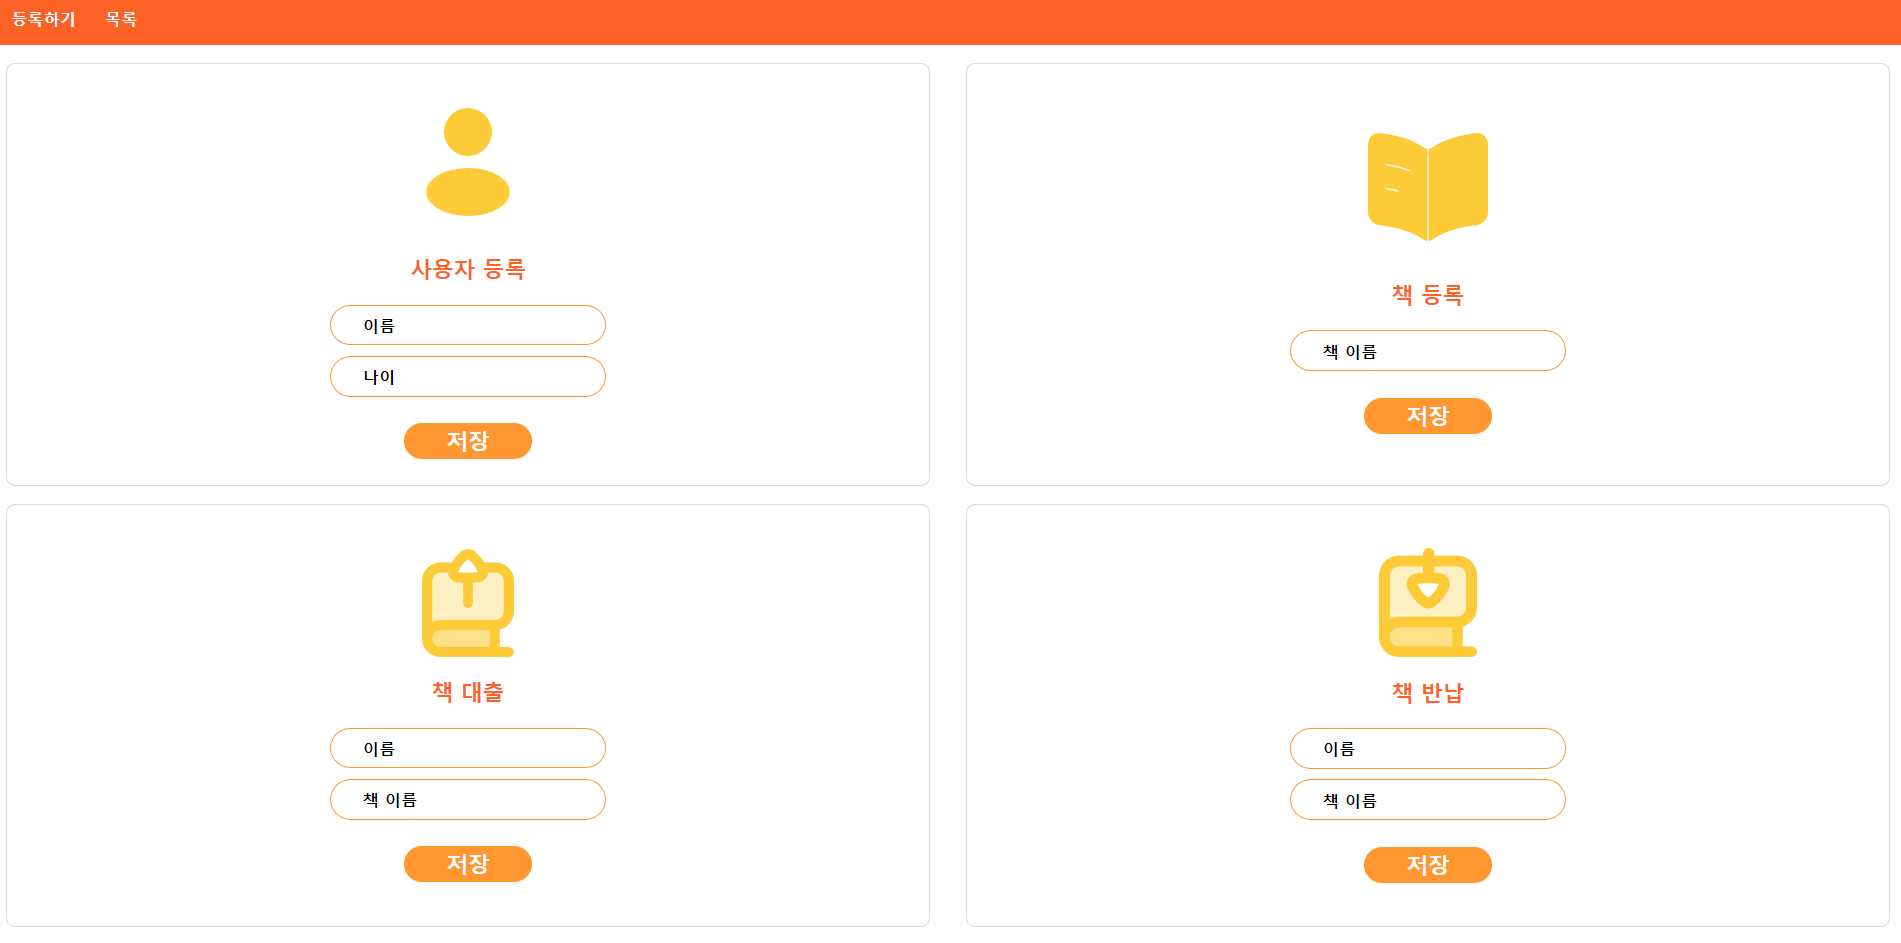 등록하기 목록
사용자 등록
이름
나이
저장
책 등록
책 이름
저장
책 대출
이름
책 이름
저장
책 반납
이름
책 이름
저장